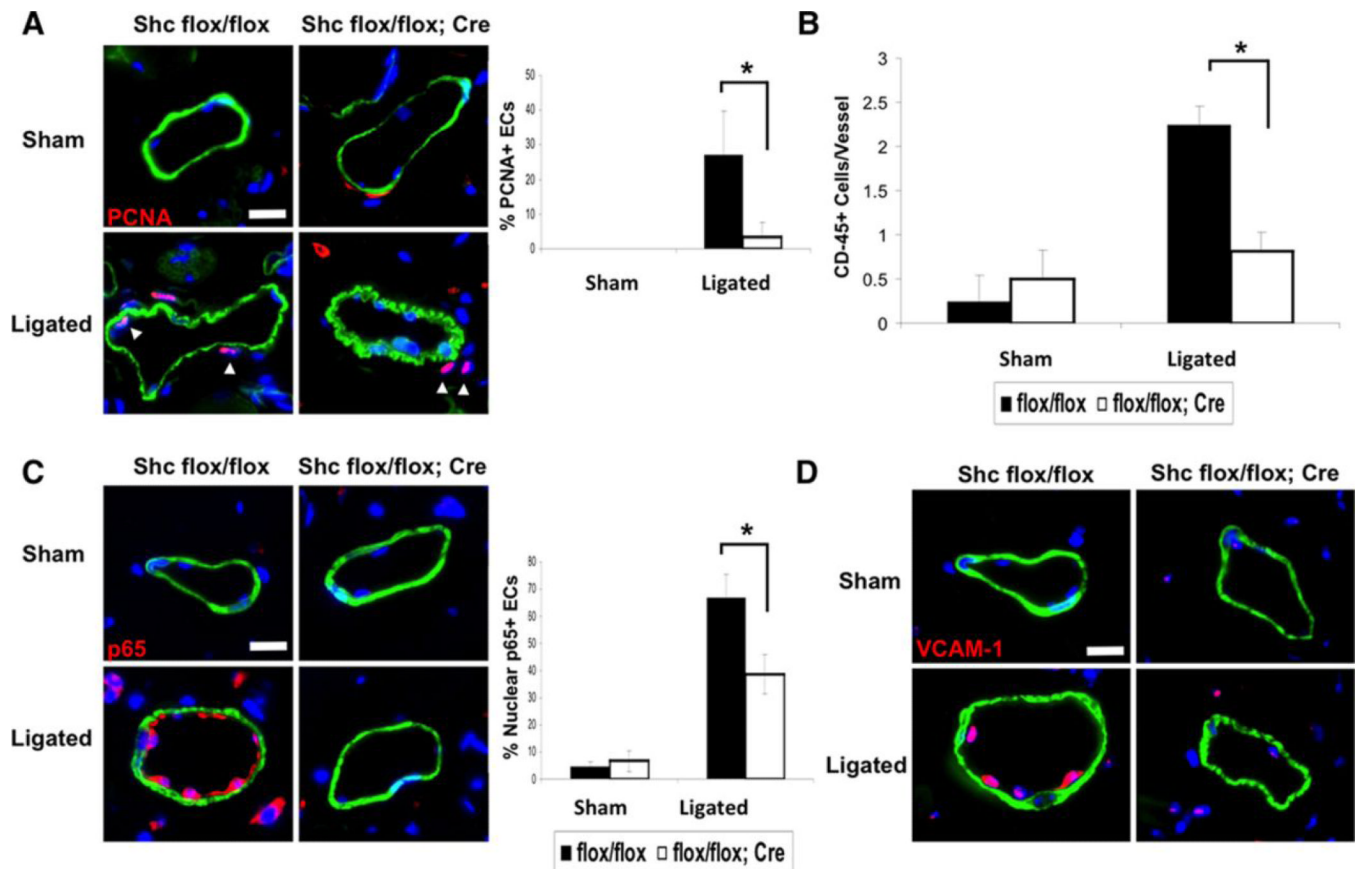 A
Shc flox/flox
Shc flox/flox; Cre
Sham
PCNA
Ligated
% PCNA+ ECs
50
40
30
20
10
0
*
Sham
Ligated
B
CD-45+ Cells/Vessel
3
2.5
2
1.5
1
0.5
0
*
Sham
Ligated
flox/flox
flox/flox; Cre
C
Shc flox/flox
Shc flox/flox; Cre
Sham
p65
Ligated
% Nuclear p65+ ECs
80
70
60
50
40
30
20
10
0
*
Sham
Ligated
flox/flox
flox/flox; Cre
D
Shc flox/flox
Shc flox/flox; Cre
Sham
VCAM-1
Ligated